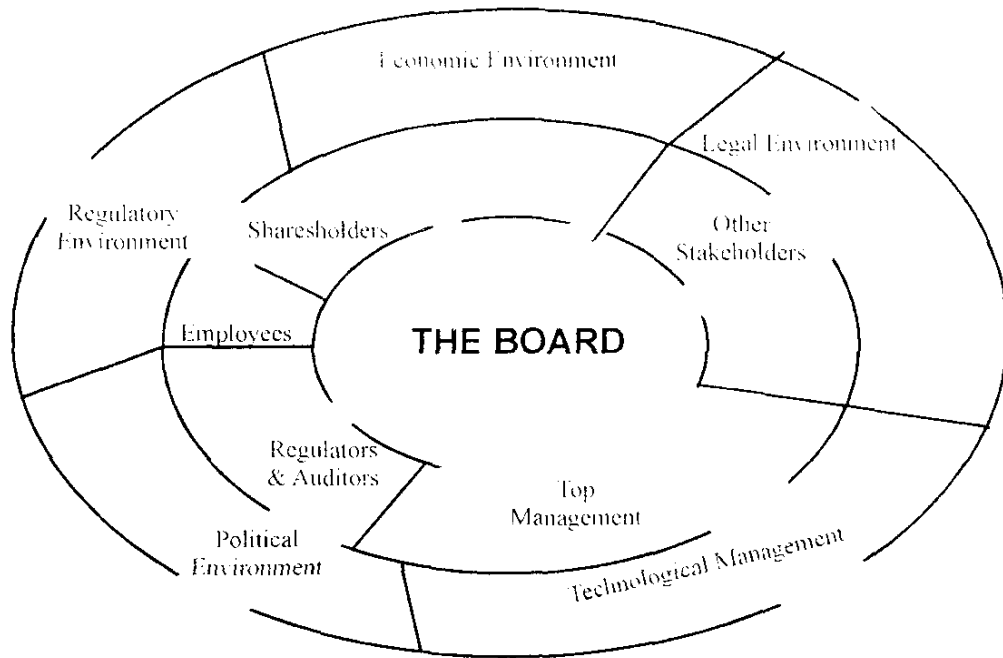 Economic Environment
Legal Environment
Regulatory
Environment
Sharesholders
Other
Stakeholders
Employees
THE BOARD
Regulators
& Auditors
Top
Management
Political
Environment
Technological Management